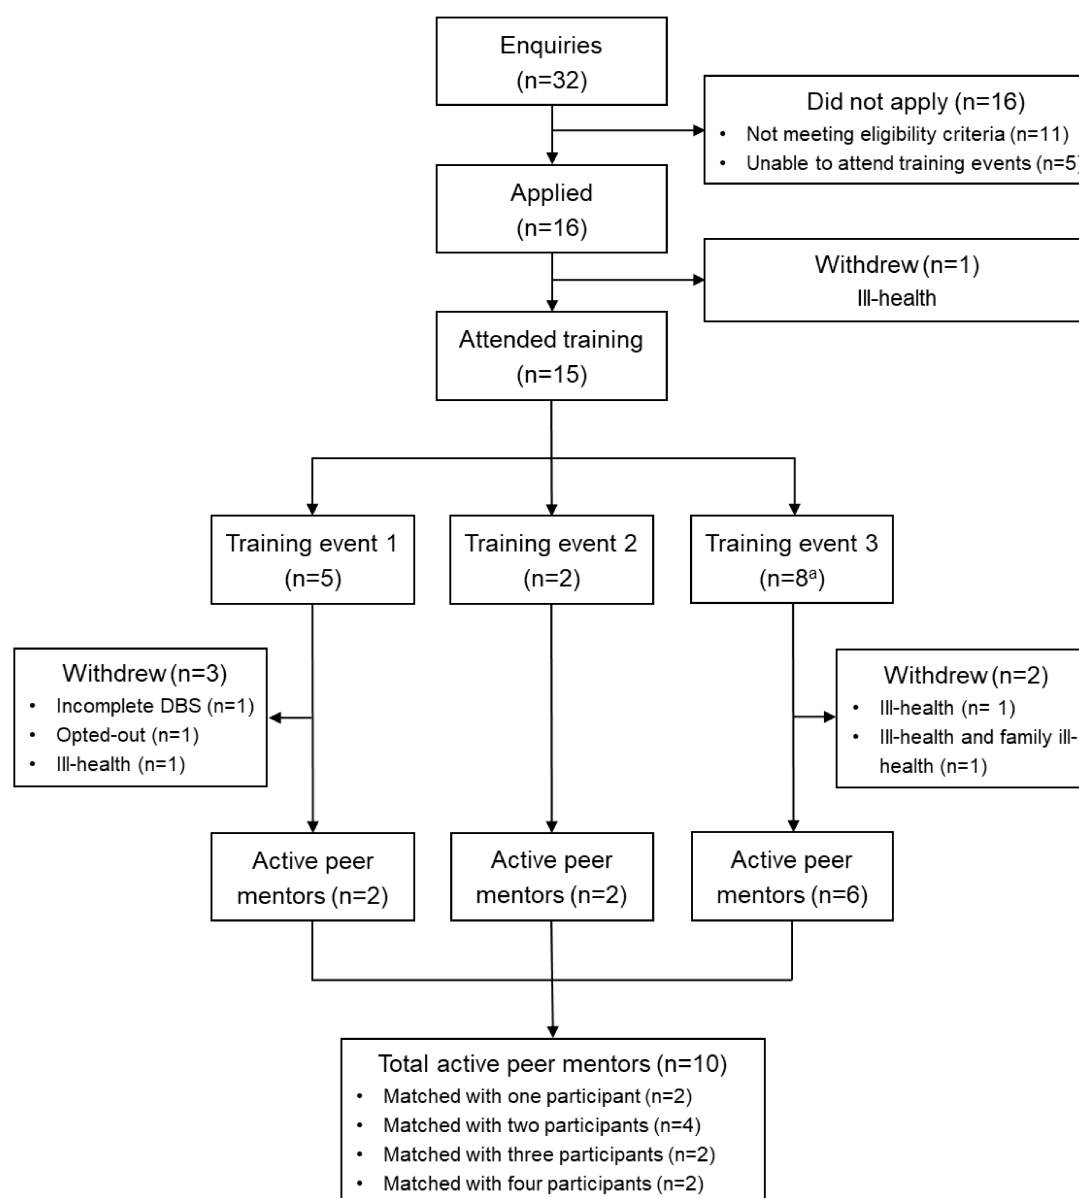 Enquiries
(n=32)
Did not apply (n=16)
• Not meeting eligibility criteria (n=11)
• Unable to attend training events (n=5)
Applied
(n=16)
Withdrew (n=1)
Ill-health
Attended training
(n=15)
Training event 1
(n=5)
Training event 2
(n=2)
Training event 3
(n=8ᵃ)
Withdrew (n=3)
• Incomplete DBS (n=1)
• Opted-out (n=1)
• Ill-health (n=1)
Withdrew (n=2)
• Ill-health (n= 1)
• Ill-health and family ill-
health (n=1)
Active peer
mentors (n=2)
Active peer
mentors (n=2)
Active peer
mentors (n=6)
Total active peer mentors (n=10)
• Matched with one participant (n=2)
• Matched with two participants (n=4)
• Matched with three participants (n=2)
• Matched with four participants (n=2)